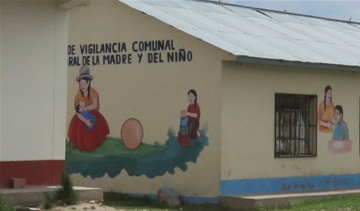 DE VIGILANCIA COMUNAL
RAL DE LA MADRE Y DEL NIÑO